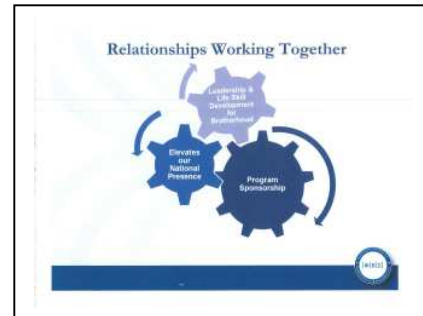 Relationships Working Together
Leadership &
Life Skill
Development
for
Brotherhood
Elevates
our
National
Presence
Program
Sponsorship